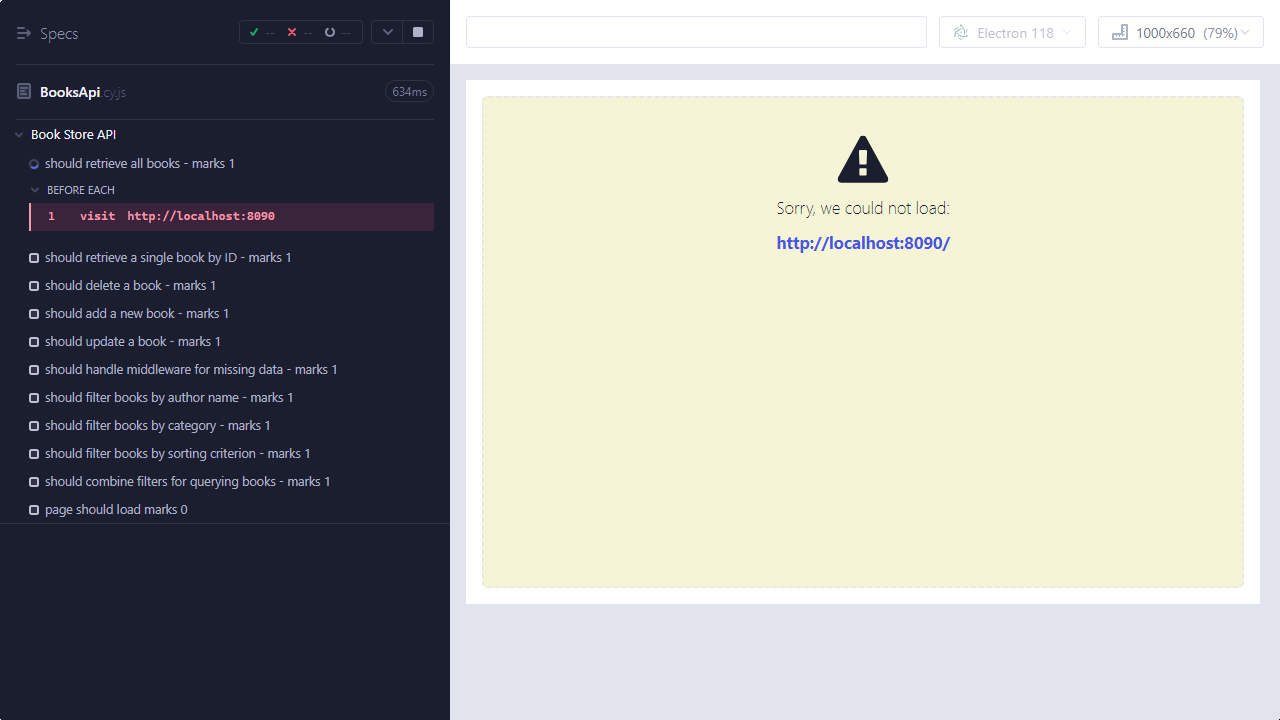 Specs
--
--
--
Electron 118
1000x660 (79%)
BooksApi.cy.js
634ms
Book Store API
should retrieve all books - marks 1
BEFORE EACH
1 visit http://localhost:8090
should retrieve a single book by ID - marks 1
should delete a book - marks 1
should add a new book - marks 1
should update a book - marks 1
should handle middleware for missing data - marks 1
should filter books by author name - marks 1
should filter books by category - marks 1
should filter books by sorting criterion - marks 1
should combine filters for querying books - marks 1
page should load marks 0
Sorry, we could not load:
http://localhost:8090/